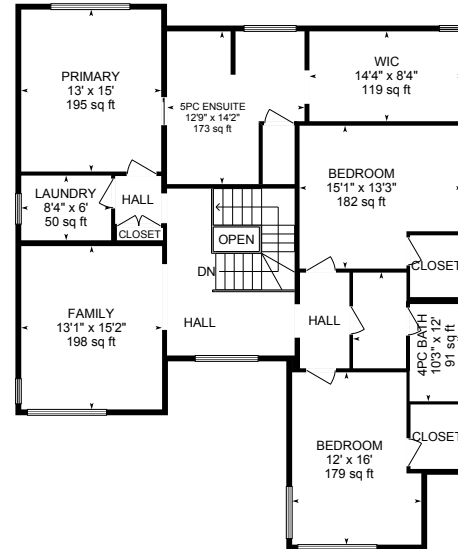 PRIMARY
13' x 15'
195 sq ft
5PC ENSUITE
12'9" x 14'2"
173 sq ft
WIC
14'4" x 8'4"
119 sq ft
BEDROOM
15'1" x 13'3"
182 sq ft
LAUNDRY
8'4" x 6'
50 sq ft
HALL
CLOSET
OPEN
DN
CLOSET
FAMILY
13'1" x 15'2"
198 sq ft
HALL
HALL
4PC BATH
10'3" x 12'
91 sq ft
BEDROOM
12' x 16'
179 sq ft
CLOSET